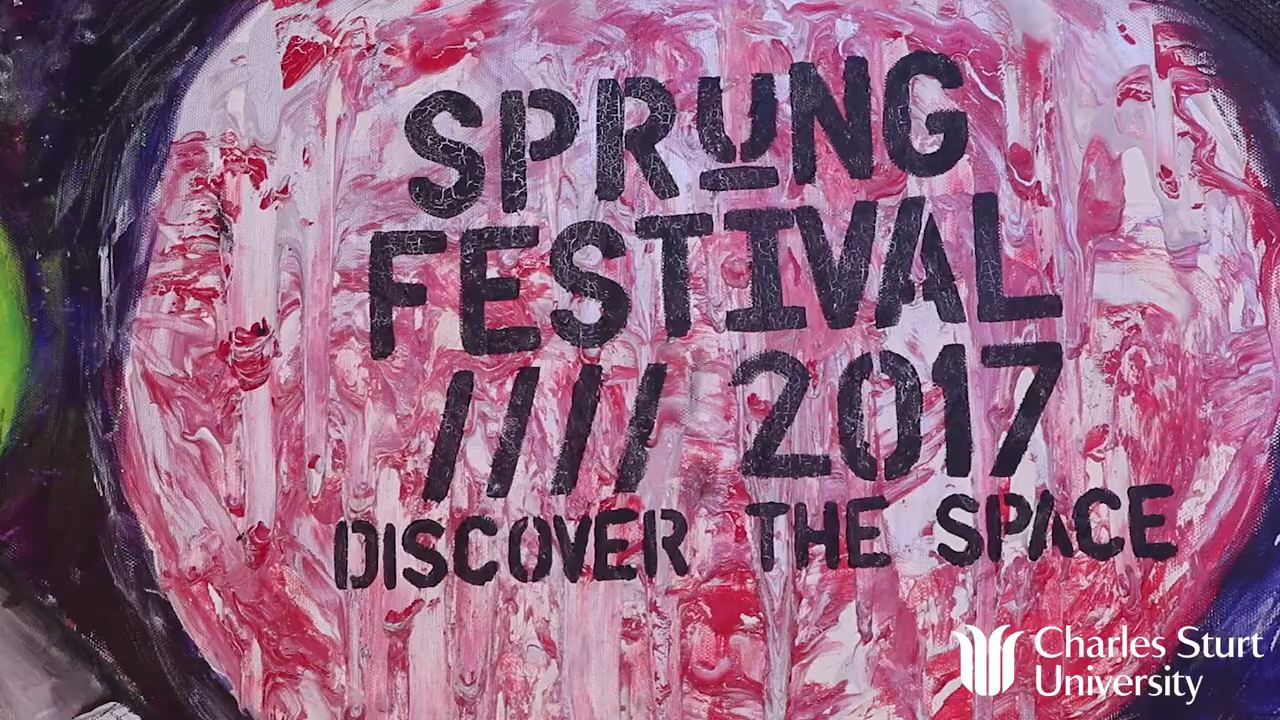 SPRUNG
FESTIVAL
//// 2017
DISCOVER THE SPACE
Charles Sturt
University